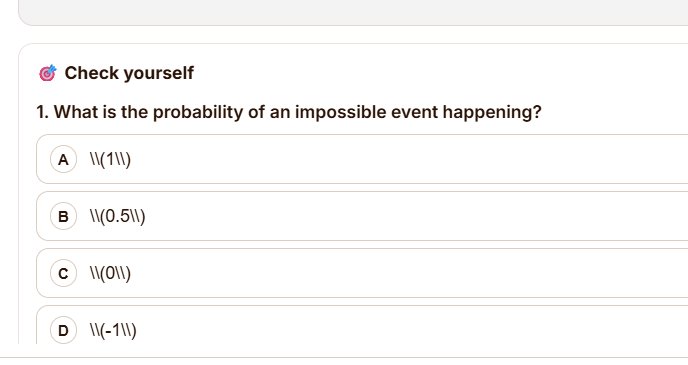 Check yourself
1. What is the probability of an impossible event happening?
A \\(1\\)
B \\(0.5\\)
C \\(0\\)
D \\(-1\\)